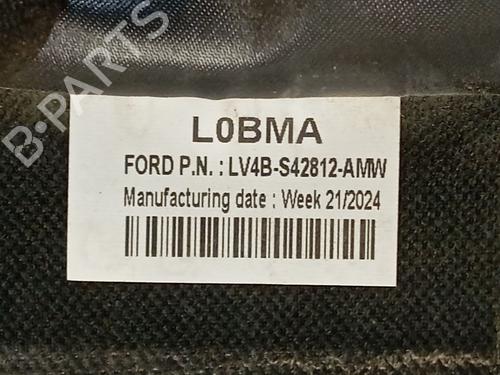 B-PARTS
L0BMA
FORD P.N. : LV4B-S42812-AMW
Manufacturing date : Week 21/2024